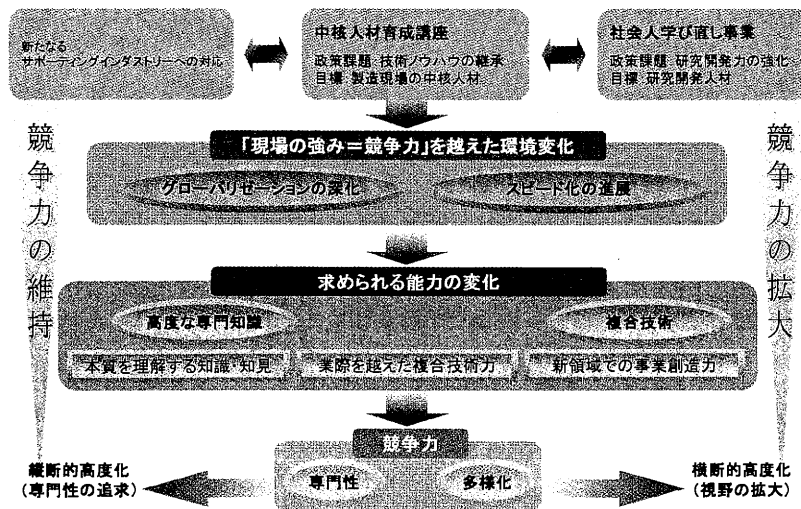 新たなる
サポーティングインダストリーへの対応
中核人材育成講座
政策課題 技術ノウハウの継承
目標 製造現場の中核人材
社会人学び直し事業
政策課題 研究開発力の強化
目標 研究開発人材
競争力の維持
「現場の強み＝競争力」を越えた環境変化
グローバリゼーションの深化
スピード化の進展
競争力の拡大
求められる能力の変化
高度な専門知識
複合技術
本質を理解する知識・知見
業際を越えた複合技術力
新領域での事業創造力
競争力
専門性
多様化
縦断的高度化
（専門性の追求）
横断的高度化
（視野の拡大）